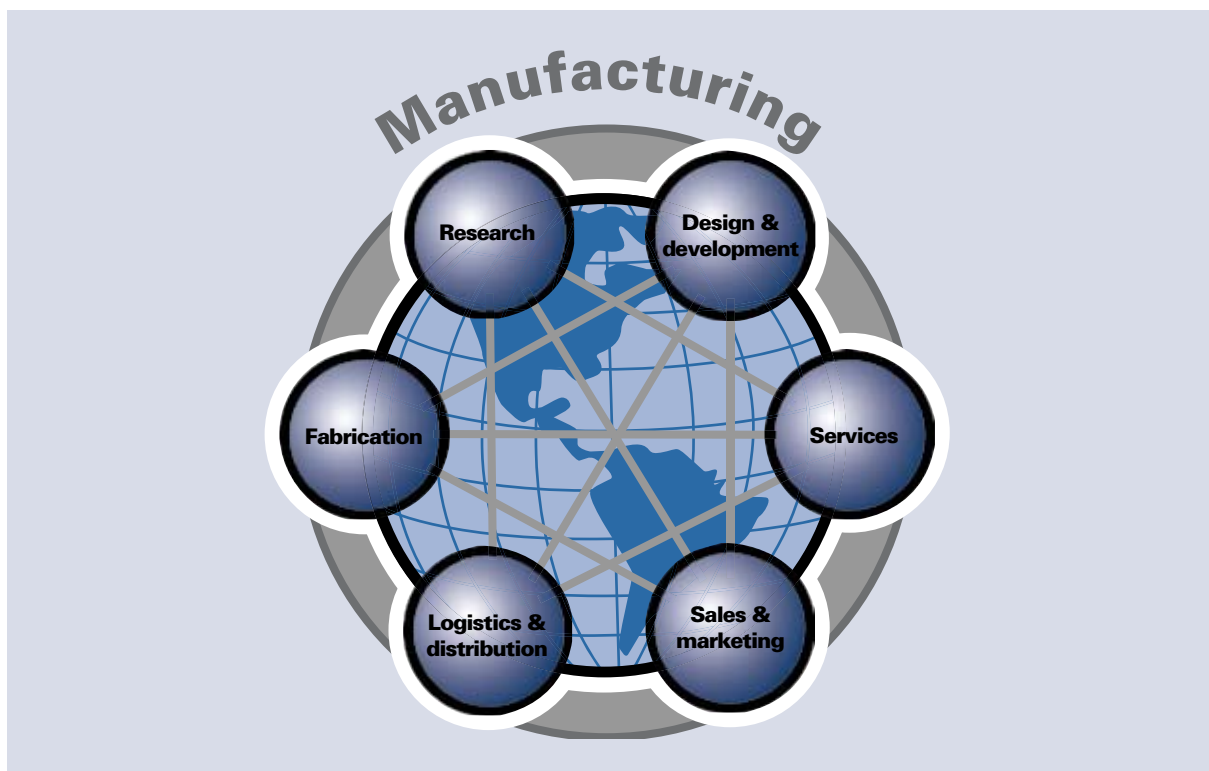 Manufacturing
Research
Design &
development
Fabrication
Services
Logistics &
distribution
Sales &
marketing